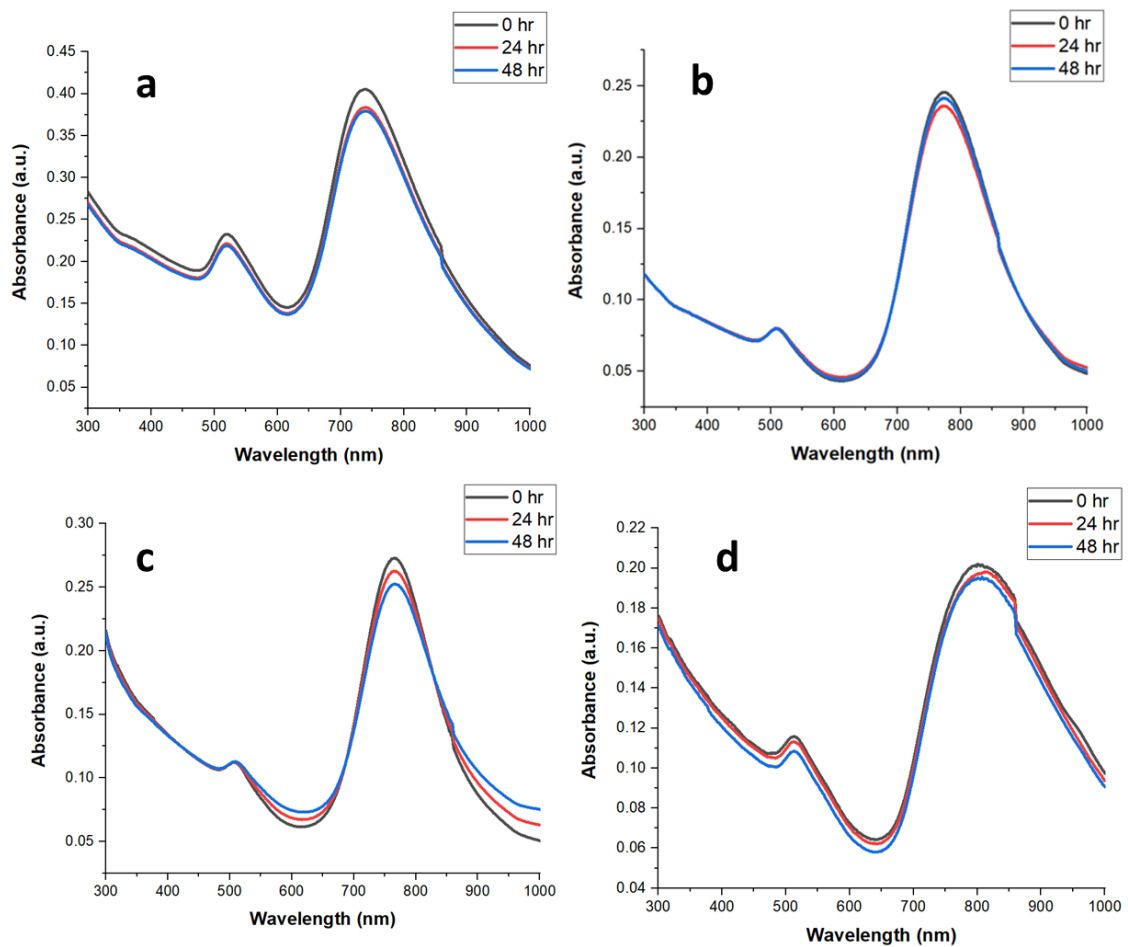 0 hr
24 hr
48 hr
a
0.45
0.40
0.35
0.30
0.25
0.20
0.15
0.10
0.05
Absorbance (a.u.)
300 400 500 600 700 800 900 1000
Wavelength (nm)
0 hr
24 hr
48 hr
b
0.25
0.20
0.15
0.10
0.05
Absorbance (a.u.)
300 400 500 600 700 800 900 1000
Wavelength (nm)
0 hr
24 hr
48 hr
c
0.30
0.25
0.20
0.15
0.10
0.05
Absorbance (a.u.)
300 400 500 600 700 800 900 1000
Wavelength (nm)
0 hr
24 hr
48 hr
d
0.22
0.20
0.18
0.16
0.14
0.12
0.10
0.08
0.06
0.04
Absorbance (a.u.)
300 400 500 600 700 800 900 1000
Wavelength (nm)